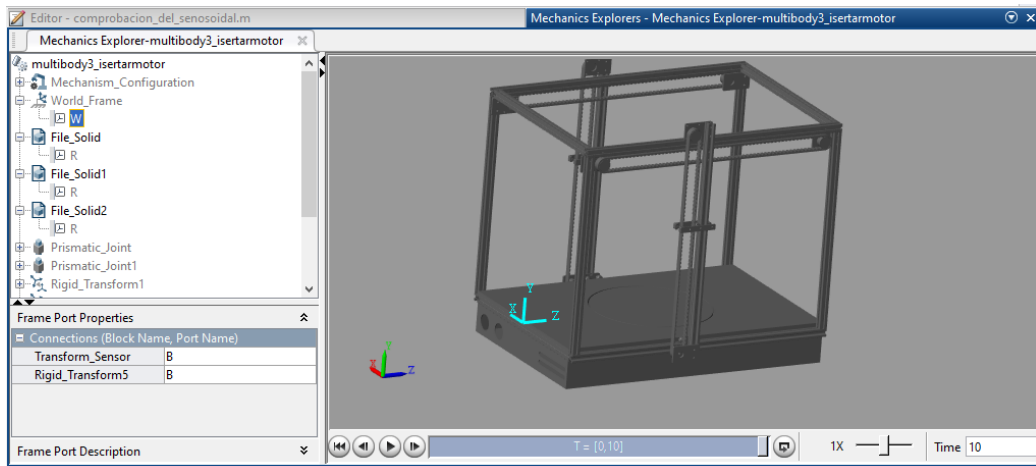 Editor - comprobacion_del_senosoidal.m
Mechanics Explorers - Mechanics Explorer-multibody3_isertarmotor
Mechanics Explorer-multibody3_isertarmotor
multibody3_isertarmotor
Mechanism_Configuration
World_Frame
W
File_Solid
R
File_Solid1
R
File_Solid2
R
Prismatic_Joint
Prismatic_Joint1
Rigid_Transform1
Frame Port Properties
Connections (Block Name, Port Name)
Transform_Sensor B
Rigid_Transform5 B
Frame Port Description
Y
X
Z
Y
X
Z
T = [0,10]
1X
Time 10